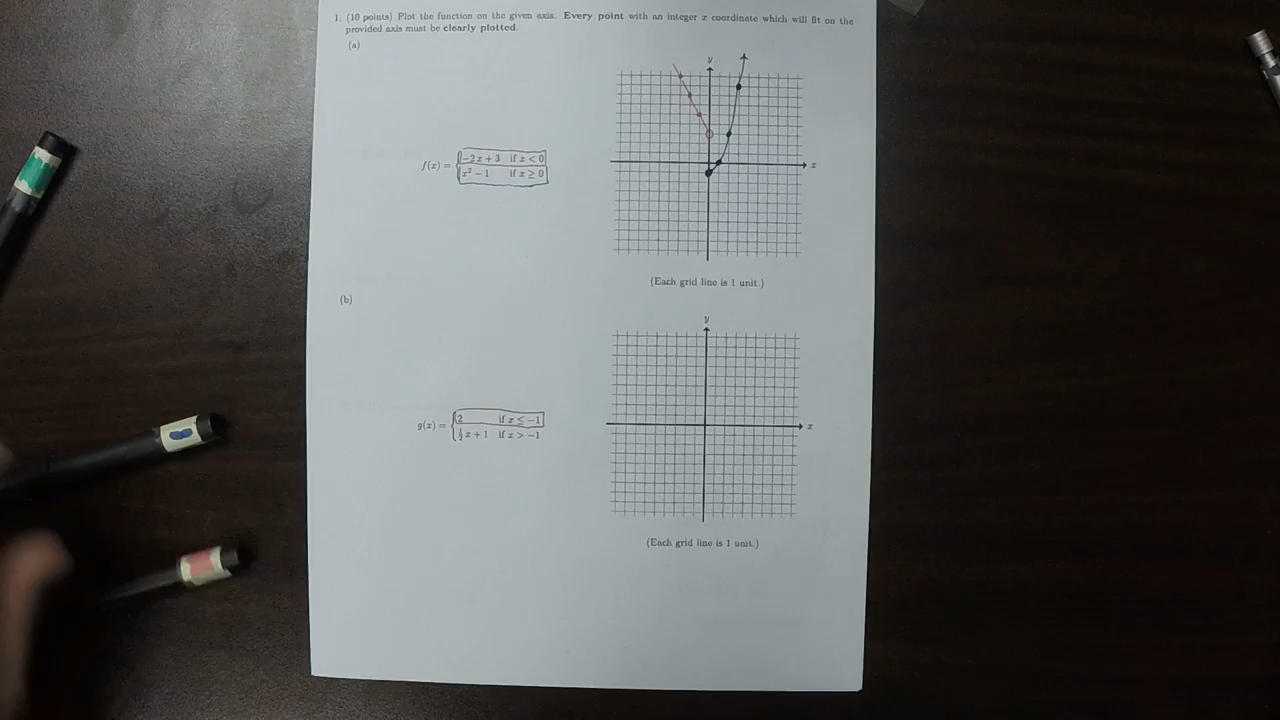 1. (10 points) Plot the function on the given axis. Every point with an integer x coordinate which will fit on the
provided axis must be clearly plotted.
(a)
y
x
f(x) = { −2x + 3 if x < 0
x² − 1 if x ≥ 0
(Each grid line is 1 unit.)
(b)
y
x
g(x) = { 2 if x ≤ −1
½x + 1 if x > −1
(Each grid line is 1 unit.)